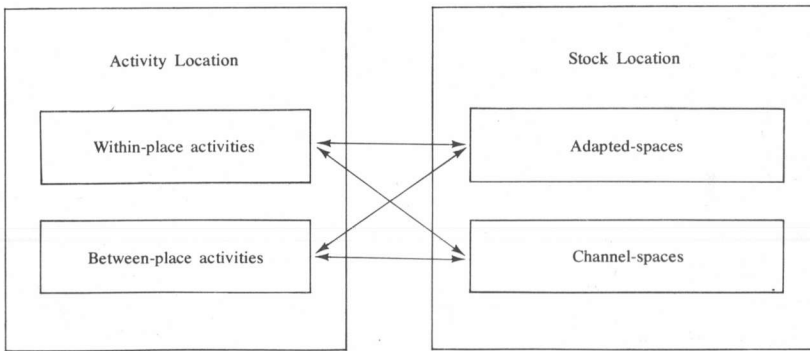 Activity Location
Within-place activities
Between-place activities
Stock Location
Adapted-spaces
Channel-spaces